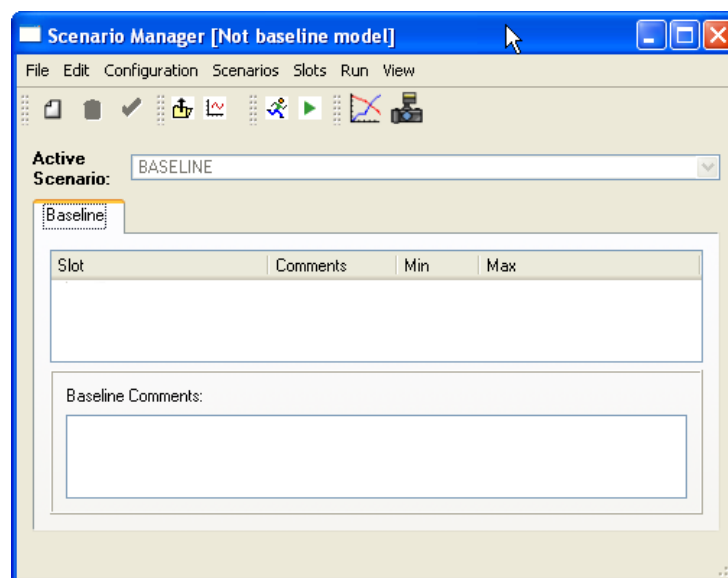 Scenario Manager [Not baseline model]
File Edit Configuration Scenarios Slots Run View
Active
Scenario:
BASELINE
Baseline
Slot Comments Min Max
Baseline Comments: